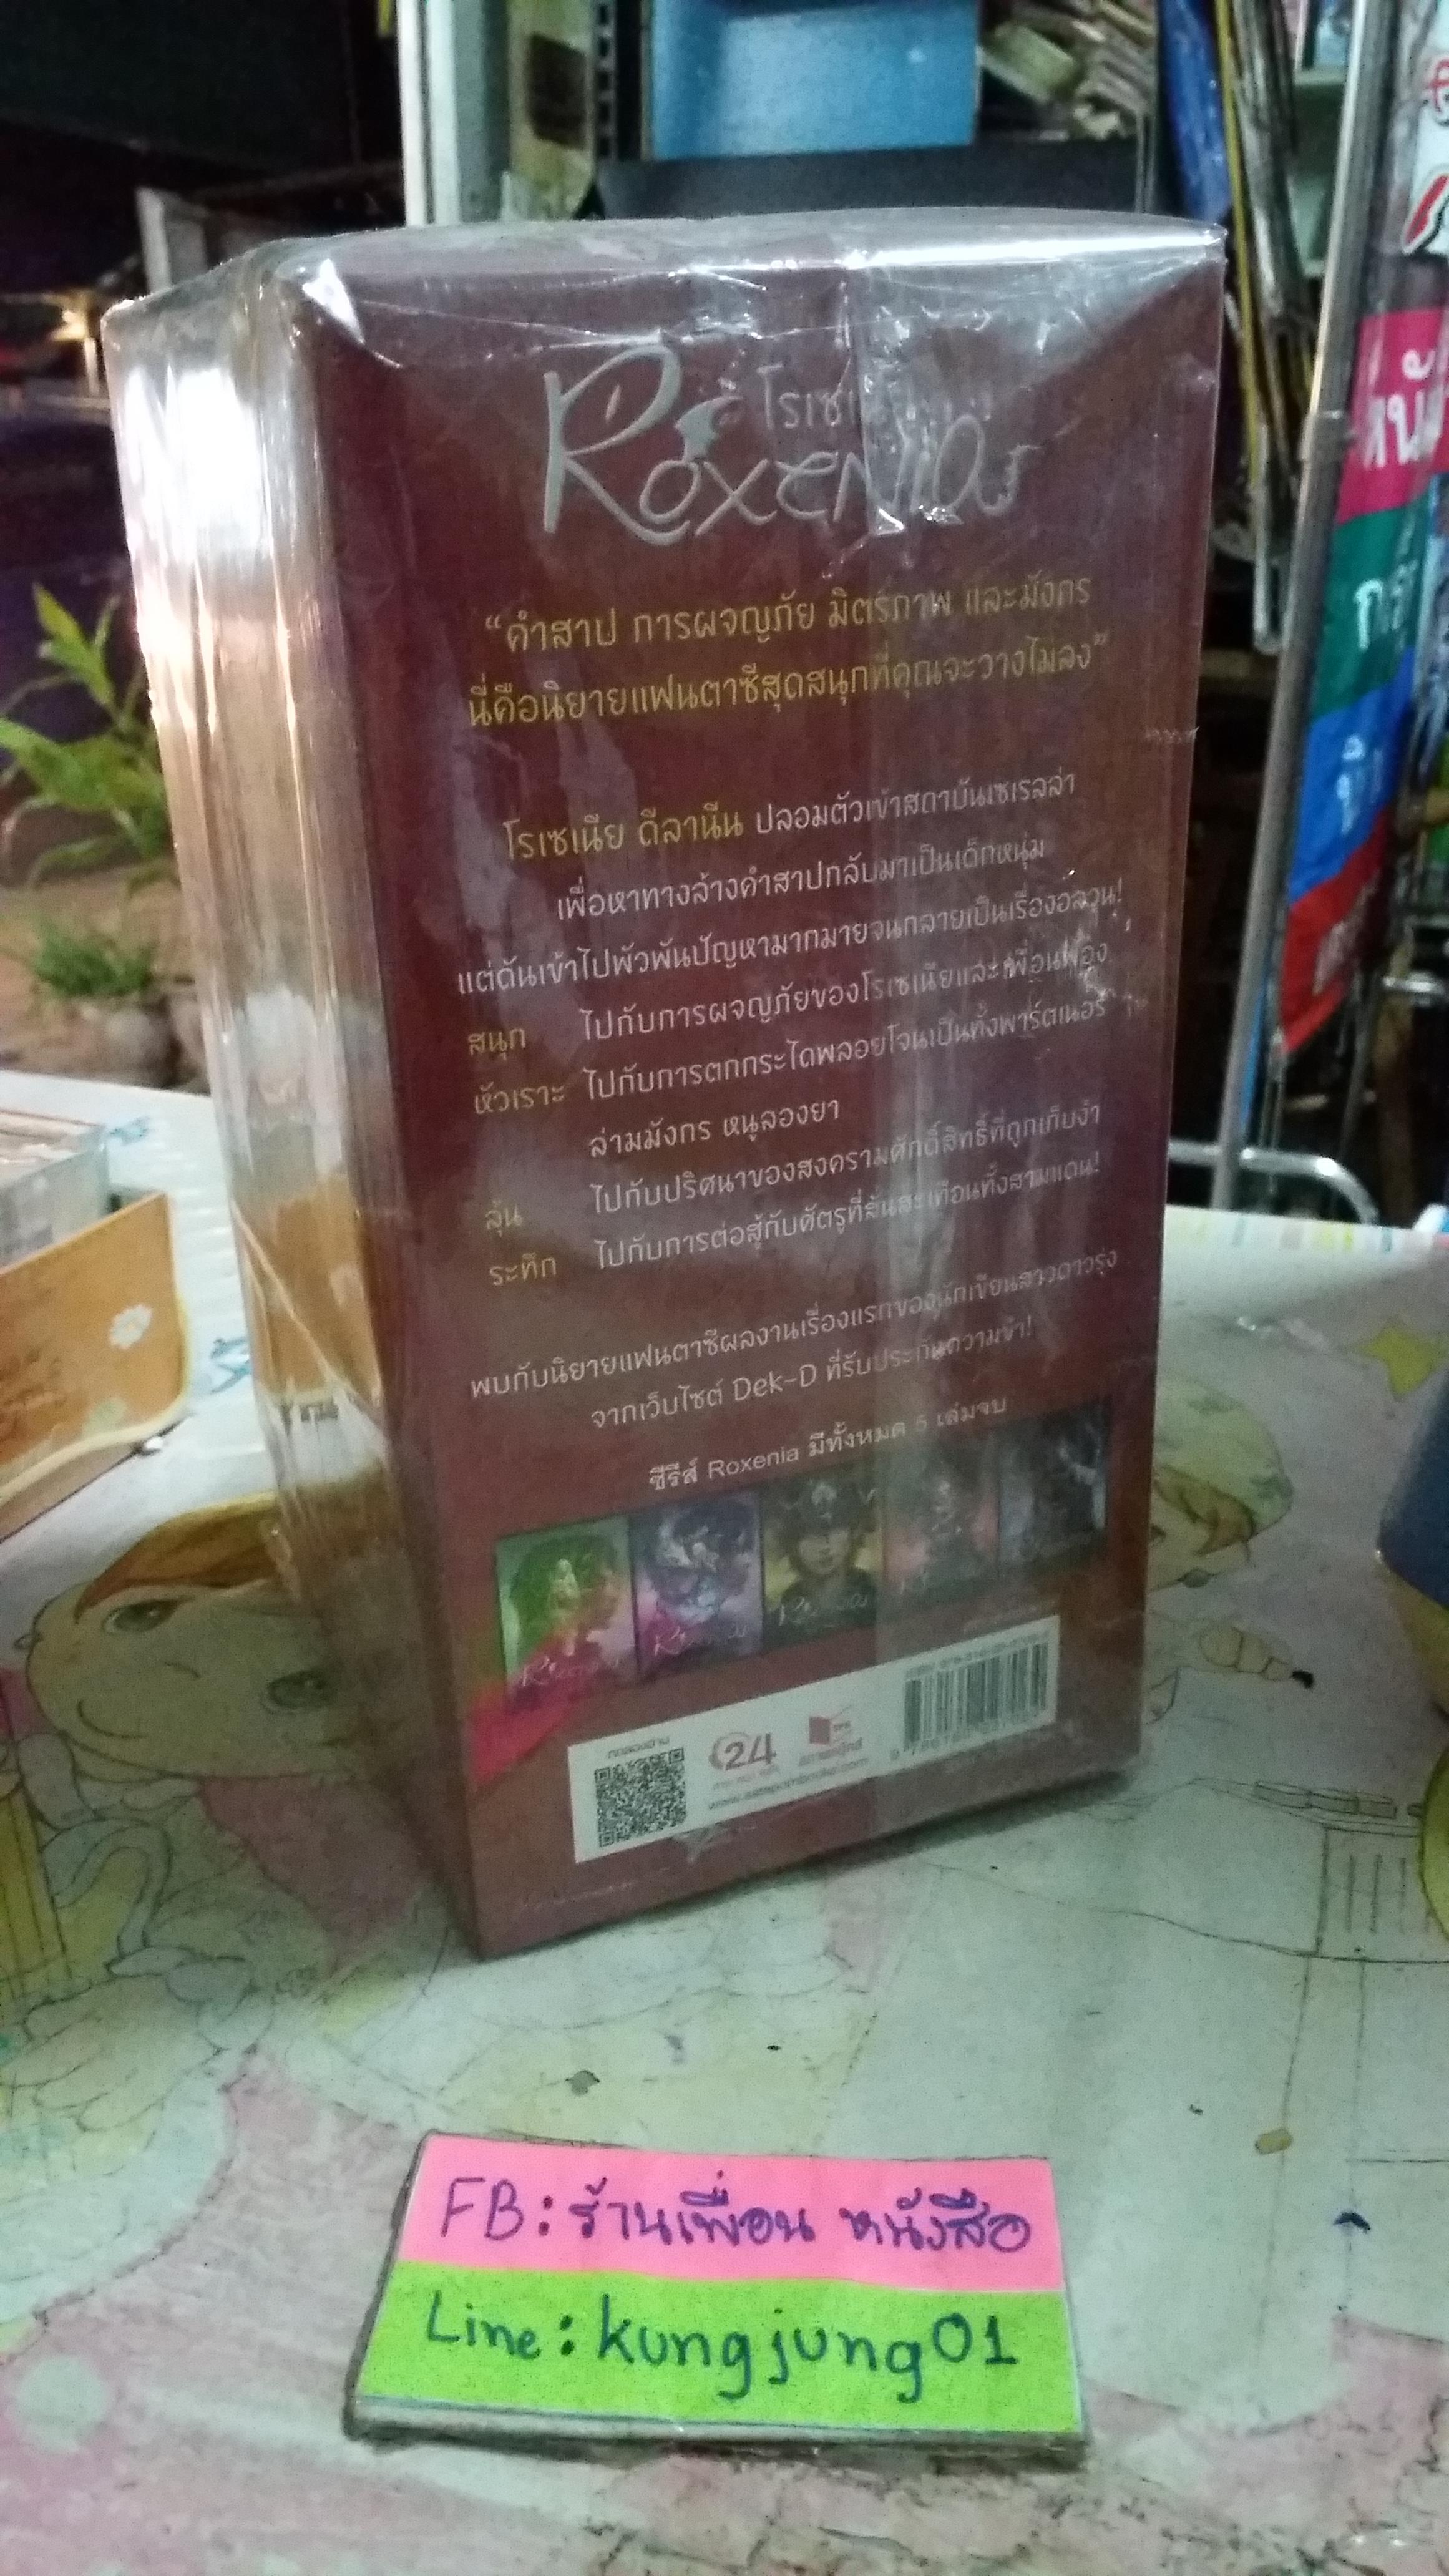 Roxenia
"คำสาป การผจญภัย มิตรภาพ และมังกร
นี่คือนิยายแฟนตาซีสุดสนุกที่คุณจะวางไม่ลง"
โรเซเนีย ดีลานีน ปลอมตัวเข้าสถาบันเซเรลล่า
เพื่อหาทางล้างคำสาปกลับมาเป็นเด็กหนุ่ม
แต่ดันเข้าไปพัวพันปัญหามากมายจนกลายเป็นเรื่องอลวน!
สนุก ไปกับการผจญภัยของโรเซเนียและเพื่อนพ้อง
หัวเราะ ไปกับการตกกระไดพลอยโจนเป็นทั้งพาร์ตเนอร์
ล่ามมังกร หนูลองยา
ลุ้น ไปกับปริศนาของสงครามศักดิ์สิทธิ์ที่ถูกเก็บงำ
ระทึก ไปกับการต่อสู้กับศัตรูที่สั่นสะเทือนทั้งสามแดน!
พบกับนิยายแฟนตาซีผลงานเรื่องแรกของนักเขียนสาวดาวรุ่ง
จากเว็บไซต์ Dek-D ที่รับประกันความขำ!
ซีรีส์ Roxenia มีทั้งหมด 5 เล่มจบ
ทดลองอ่าน
24
สถาพรบุ๊คส์
www.satapornbooks.com
FB: ร้านเพื่อน หนังสือ
Line: kungjung01